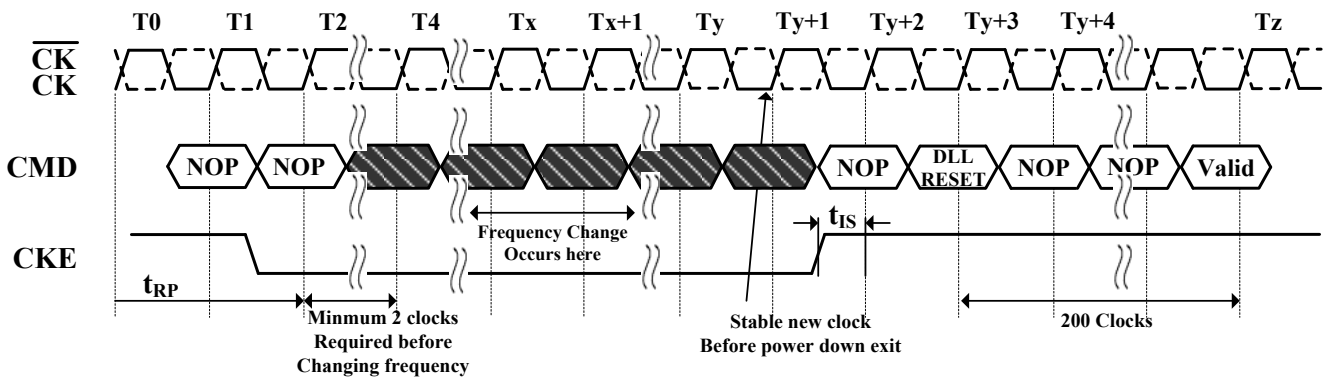 T0 T1 T2 T4 Tx Tx+1 Ty Ty+1 Ty+2 Ty+3 Ty+4 Tz
CK
CK
CMD NOP NOP NOP DLL RESET NOP NOP Valid
tIS
Frequency Change
Occurs here
CKE
tRP
Minmum 2 clocks
Required before
Changing frequency
Stable new clock
Before power down exit
200 Clocks